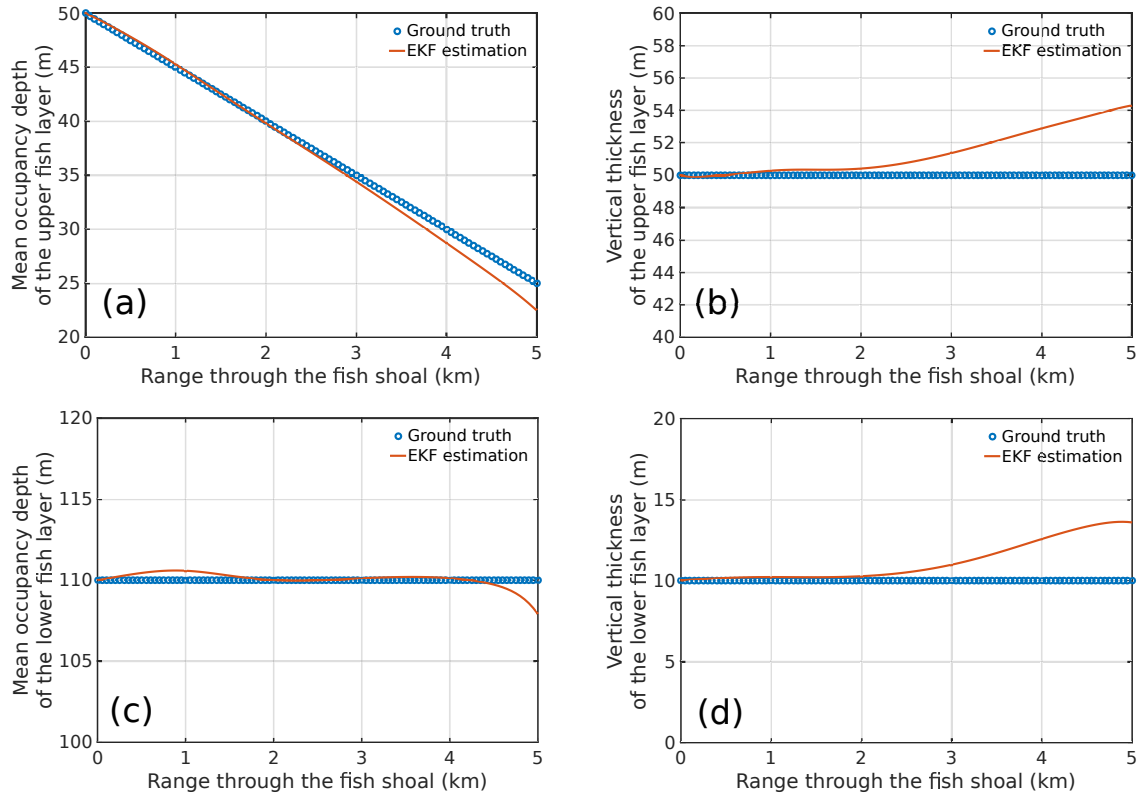 Mean occupancy depth
of the upper fish layer (m)
50
45
40
35
30
25
20
Ground truth
EKF estimation
(a)
0 1 2 3 4 5
Range through the fish shoal (km)
Vertical thickness
of the upper fish layer (m)
60
58
56
54
52
50
48
46
44
42
40
Ground truth
EKF estimation
(b)
0 1 2 3 4 5
Range through the fish shoal (km)
Mean occupancy depth
of the lower fish layer (m)
120
115
110
105
100
Ground truth
EKF estimation
(c)
0 1 2 3 4 5
Range through the fish shoal (km)
Vertical thickness
of the lower fish layer (m)
20
15
10
5
0
Ground truth
EKF estimation
(d)
0 1 2 3 4 5
Range through the fish shoal (km)